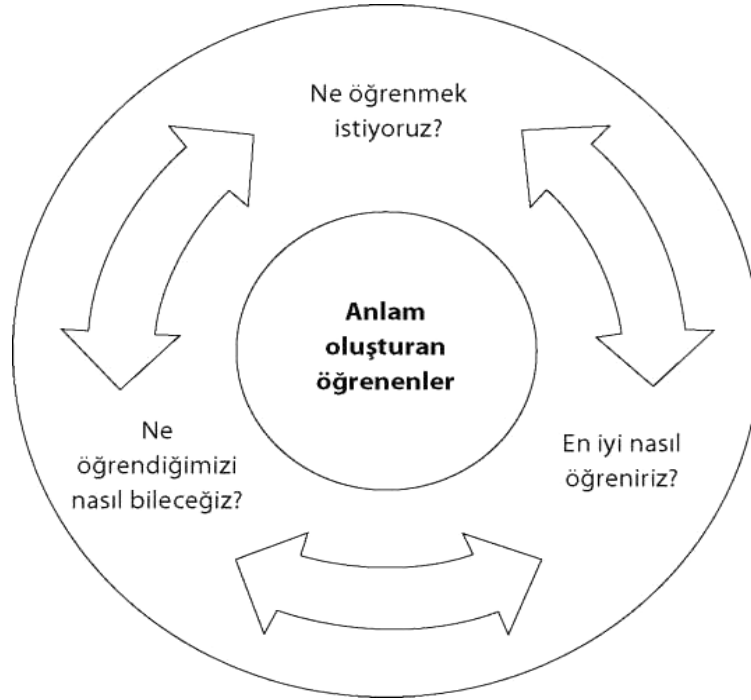 Ne öğrenmek
istiyoruz?
Anlam
oluşturan
öğrenenler
Ne
öğrendiğimizi
nasıl bileceğiz?
En iyi nasıl
öğreniriz?